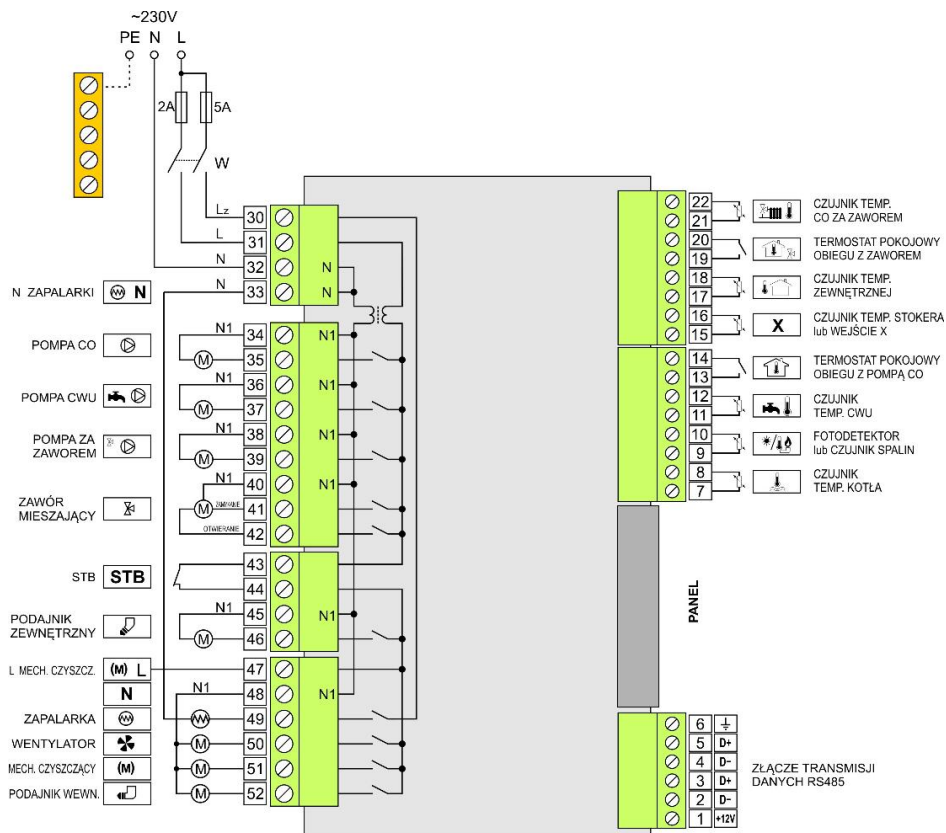 ~230V
PE N L
2A
5A
W
Lz
30
L
31
N
32
N
N
33
N
N ZAPALARKI
N
N1
34
N1
POMPA CO
M
35
N1
36
POMPA CWU
M
37
N1
38
N1
POMPA ZA
ZAWOREM
M
39
N1
40
N1
ZAWÓR
MIESZAJĄCY
M
ZAMYKANIE
41
OTWIERANIE
42
43
STB
STB
44
N1
45
N1
PODAJNIK
ZEWNĘTRZNY
M
46
L MECH. CZYSZCZ.
(M) L
47
N
N1
48
N1
ZAPALARKA
49
WENTYLATOR
M
50
MECH. CZYSZCZĄCY
(M)
M
51
PODAJNIK WEWN.
M
52
22
21
CZUJNIK TEMP.
CO ZA ZAWOREM
20
19
TERMOSTAT POKOJOWY
OBIEGU Z ZAWOREM
18
17
CZUJNIK TEMP.
ZEWNĘTRZNEJ
16
15
X
CZUJNIK TEMP. STOKERA
lub WEJŚCIE X
14
13
TERMOSTAT POKOJOWY
OBIEGU Z POMPĄ CO
12
11
CZUJNIK
TEMP. CWU
10
9
FOTODETEKTOR
lub CZUJNIK SPALIN
8
7
CZUJNIK
TEMP. KOTŁA
PANEL
6
5 D+
4 D-
3 D+
2 D-
1 +12V
ZŁĄCZE TRANSMISJI
DANYCH RS485